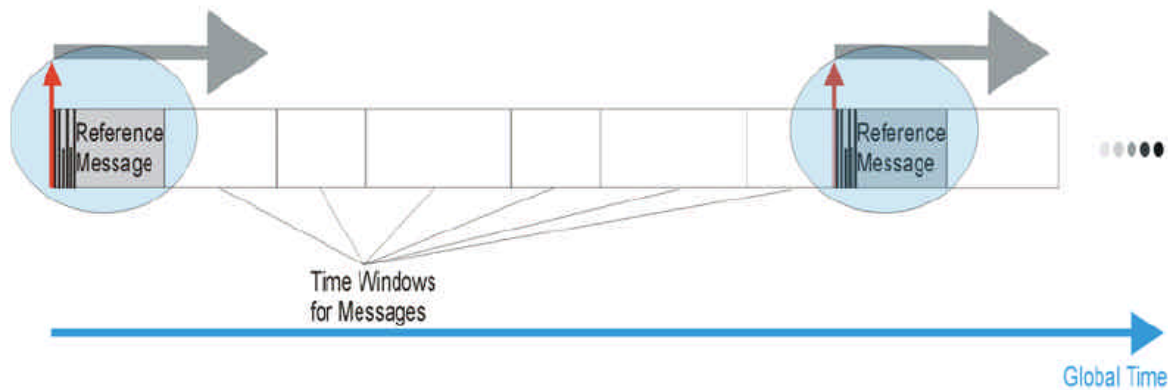 Reference
Message
Reference
Message
Time Windows
for Messages
Global Time